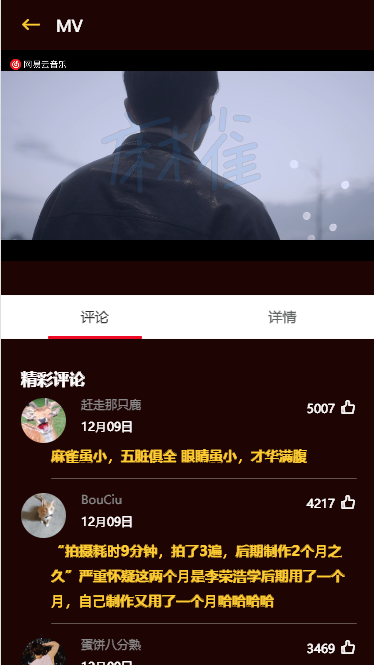 MV
网易云音乐
麻雀
评论
详情
精彩评论
赶走那只鹿
5007
12月09日
麻雀虽小，五脏俱全 眼睛虽小，才华满腹
BouCiu
4217
12月09日
“拍摄耗时9分钟，拍了3遍，后期制作2个月之
久”严重怀疑这两个月是李荣浩学后期用了一个
月，自己制作又用了一个月哈哈哈哈
蛋饼八分熟
3469
12月09日